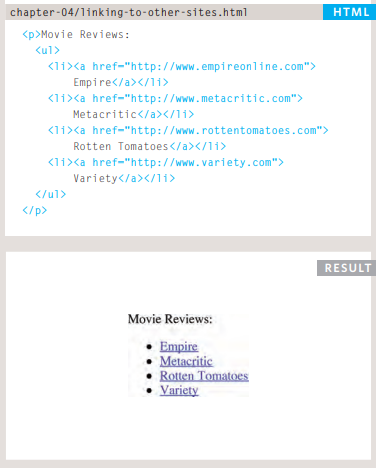 chapter-04/linking-to-other-sites.html HTML
<p>Movie Reviews:
<ul>
<li><a href="http://www.empireonline.com">
Empire</a></li>
<li><a href="http://www.metacritic.com">
Metacritic</a></li>
<li><a href="http://www.rottentomatoes.com">
Rotten Tomatoes</a></li>
<li><a href="http://www.variety.com">
Variety</a></li>
</ul>
</p>
RESULT
Movie Reviews:
• Empire
• Metacritic
• Rotten Tomatoes
• Variety